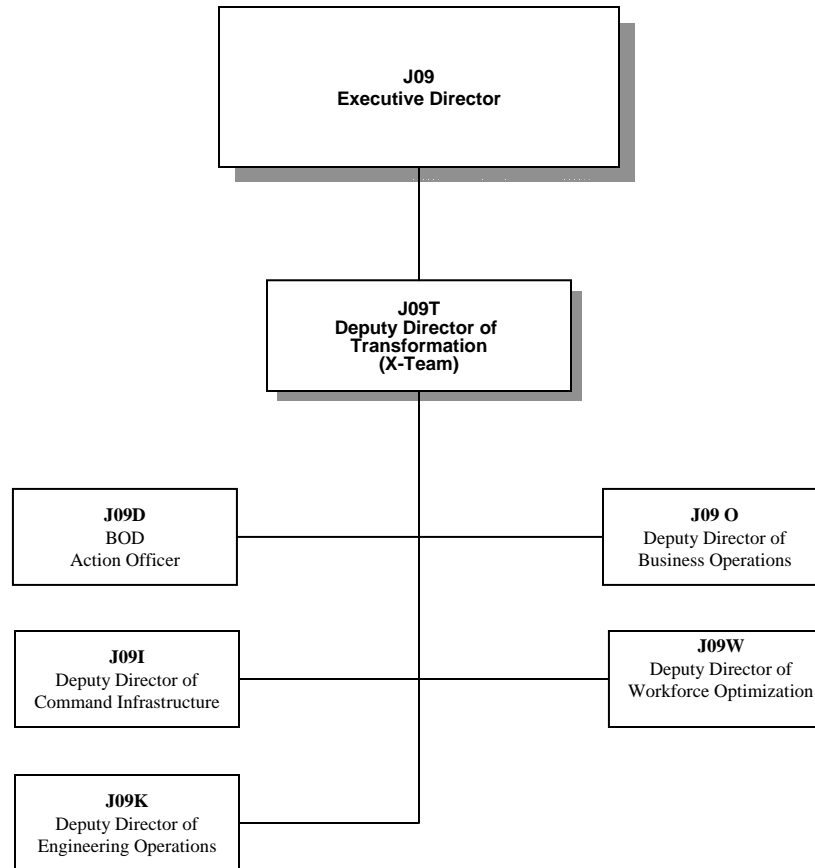 J09
Executive Director
J09T
Deputy Director of
Transformation
(X-Team)
J09D
BOD
Action Officer
J09 O
Deputy Director of
Business Operations
J09I
Deputy Director of
Command Infrastructure
J09W
Deputy Director of
Workforce Optimization
J09K
Deputy Director of
Engineering Operations